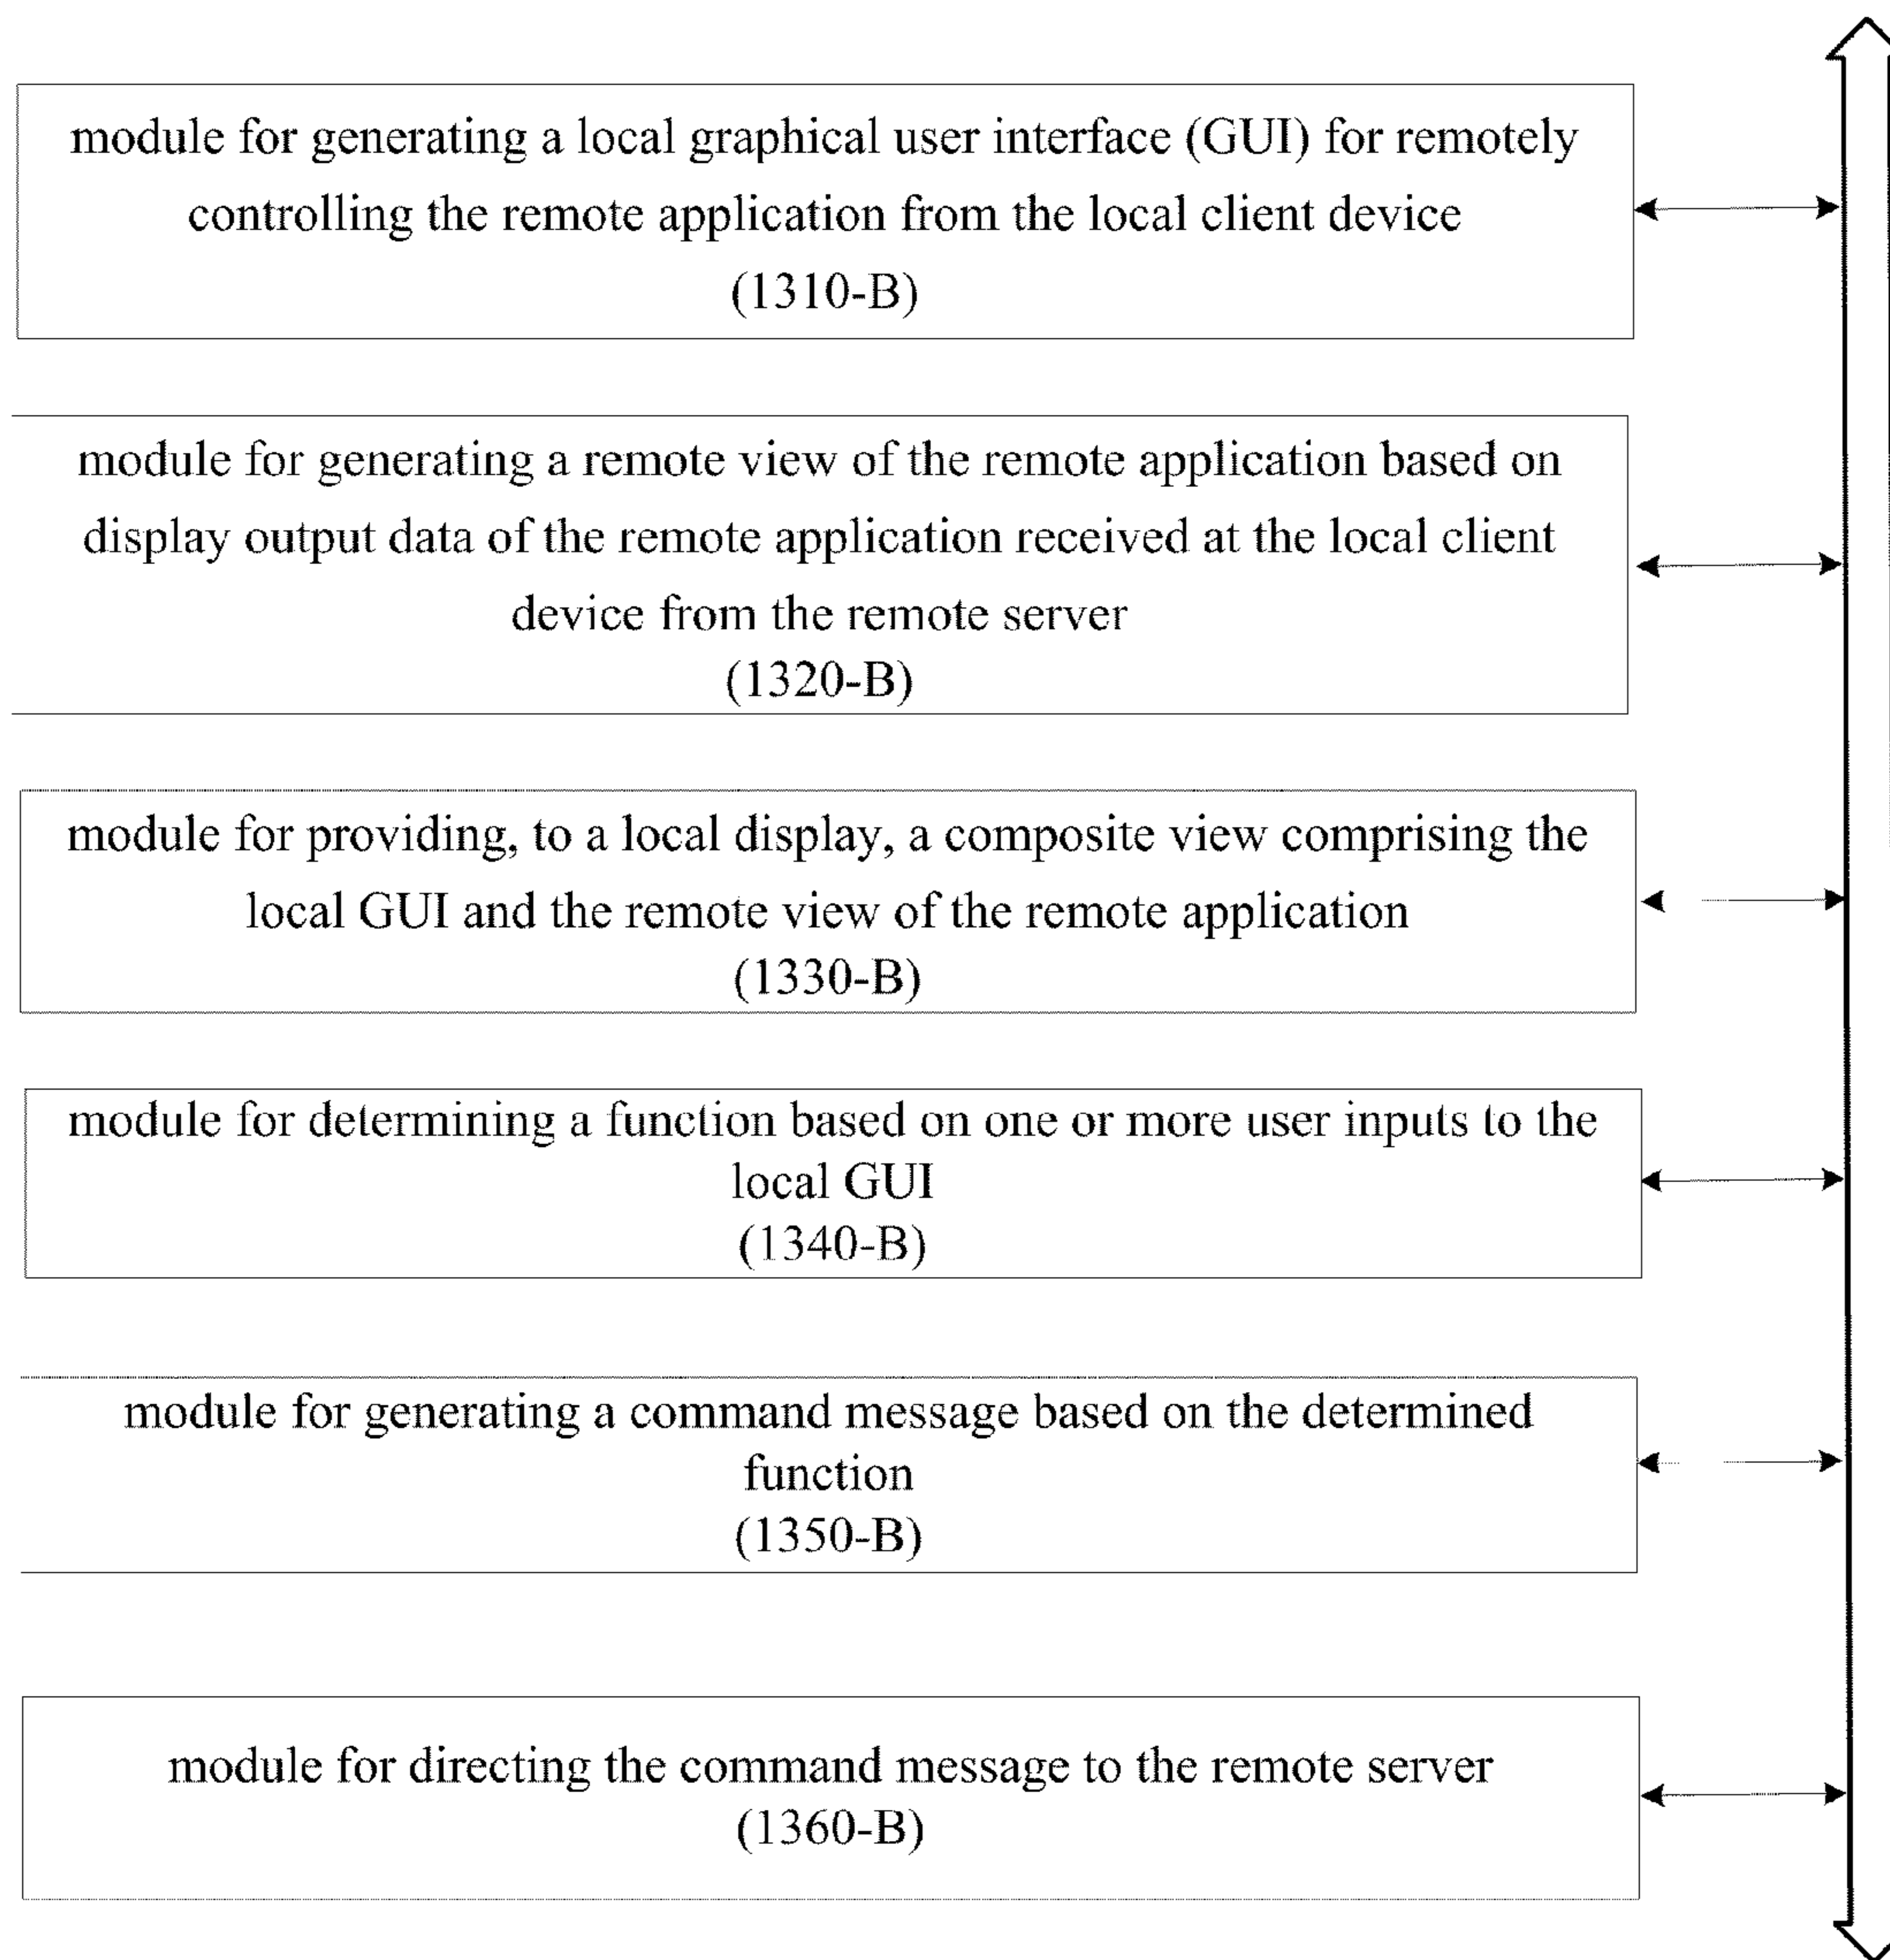 module for generating a local graphical user interface (GUI) for remotely
controlling the remote application from the local client device
(1310-B)
module for generating a remote view of the remote application based on
display output data of the remote application received at the local client
device from the remote server
(1320-B)
module for providing, to a local display, a composite view comprising the
local GUI and the remote view of the remote application
(1330-B)
module for determining a function based on one or more user inputs to the
local GUI
(1340-B)
module for generating a command message based on the determined
function
(1350-B)
module for directing the command message to the remote server
(1360-B)